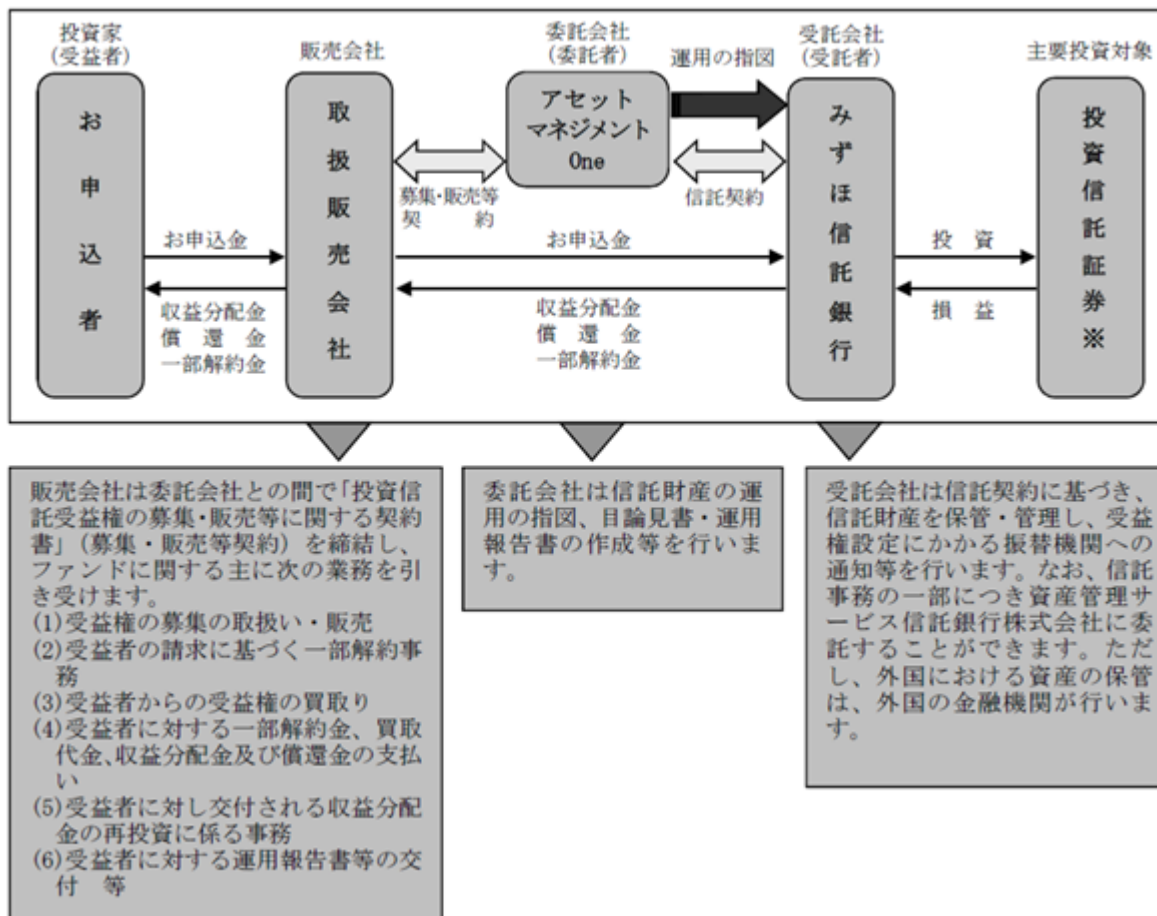 投資家
(受益者)
販売会社
委託会社
(委託者)
運用の指図
受託会社
(受託者)
主要投資対象
お申込者
取扱販売会社
アセット
マネジメント
One
みずほ信託銀行
投資信託証券※
募集・販売等
契　　約
信託契約
お申込金
お申込金
投　資
収益分配金
償　還　金
一部解約金
収益分配金
償　還　金
一部解約金
損　益
販売会社は委託会社との間で「投資信
託受益権の募集・販売等に関する契約
書」（募集・販売等契約）を締結し、
ファンドに関する主に次の業務を引
き受けます。
(1)受益権の募集の取扱い・販売
(2)受益者の請求に基づく一部解約事
務
(3)受益者からの受益権の買取り
(4)受益者に対する一部解約金、買取
代金、収益分配金及び償還金の支払
い
(5)受益者に対し交付される収益分配
金の再投資に係る事務
(6)受益者に対する運用報告書等の交
付　等
委託会社は信託財産の運
用の指図、目論見書・運用
報告書の作成等を行いま
す。
受託会社は信託契約に基づき、
信託財産を保管・管理し、受益
権設定にかかる振替機関への
通知等を行います。なお、信託
事務の一部につき資産管理サ
ービス信託銀行株式会社に委
託することができます。ただ
し、外国における資産の保管
は、外国の金融機関が行いま
す。